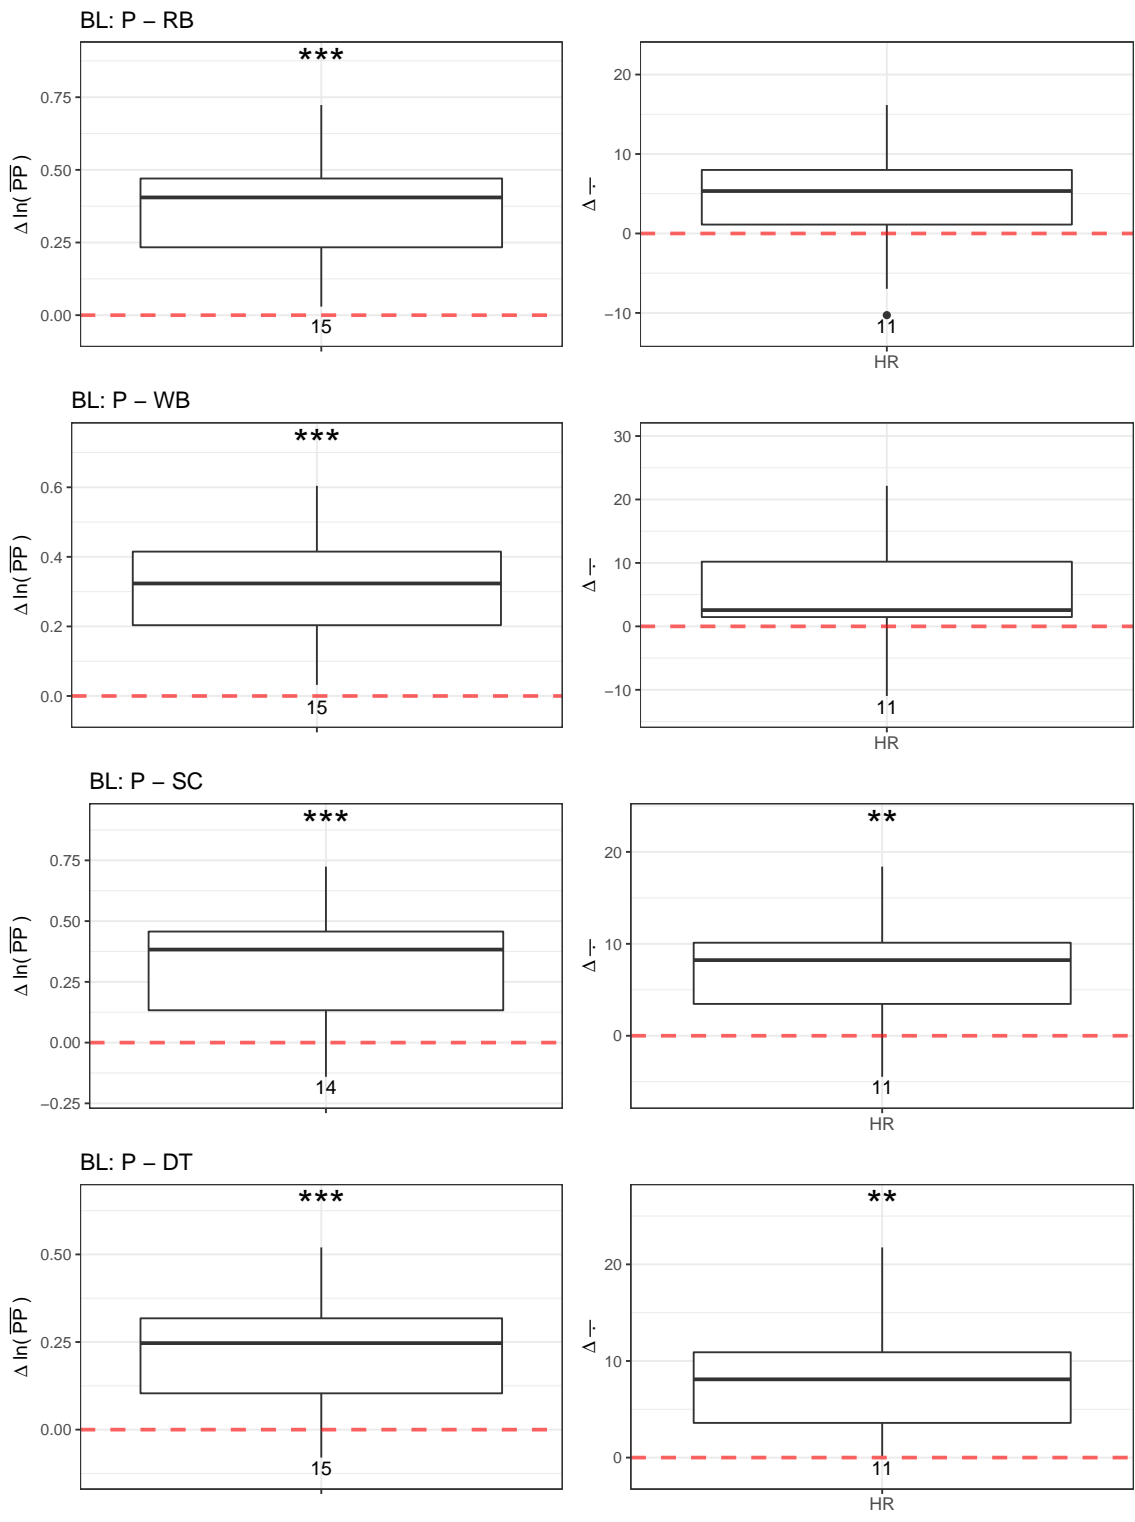 BL: P – RB
***
0.75
0.50
0.25
0.00
Δ ln( PP )
15
20
10
0
−10
Δ ÷
11
HR
BL: P – WB
***
0.6
0.4
0.2
0.0
Δ ln( PP )
15
30
20
10
0
−10
Δ ÷
11
HR
BL: P – SC
***
0.75
0.50
0.25
0.00
−0.25
Δ ln( PP )
14
**
20
10
0
Δ ÷
11
HR
BL: P – DT
***
0.50
0.25
0.00
Δ ln( PP )
15
**
20
10
0
Δ ÷
11
HR